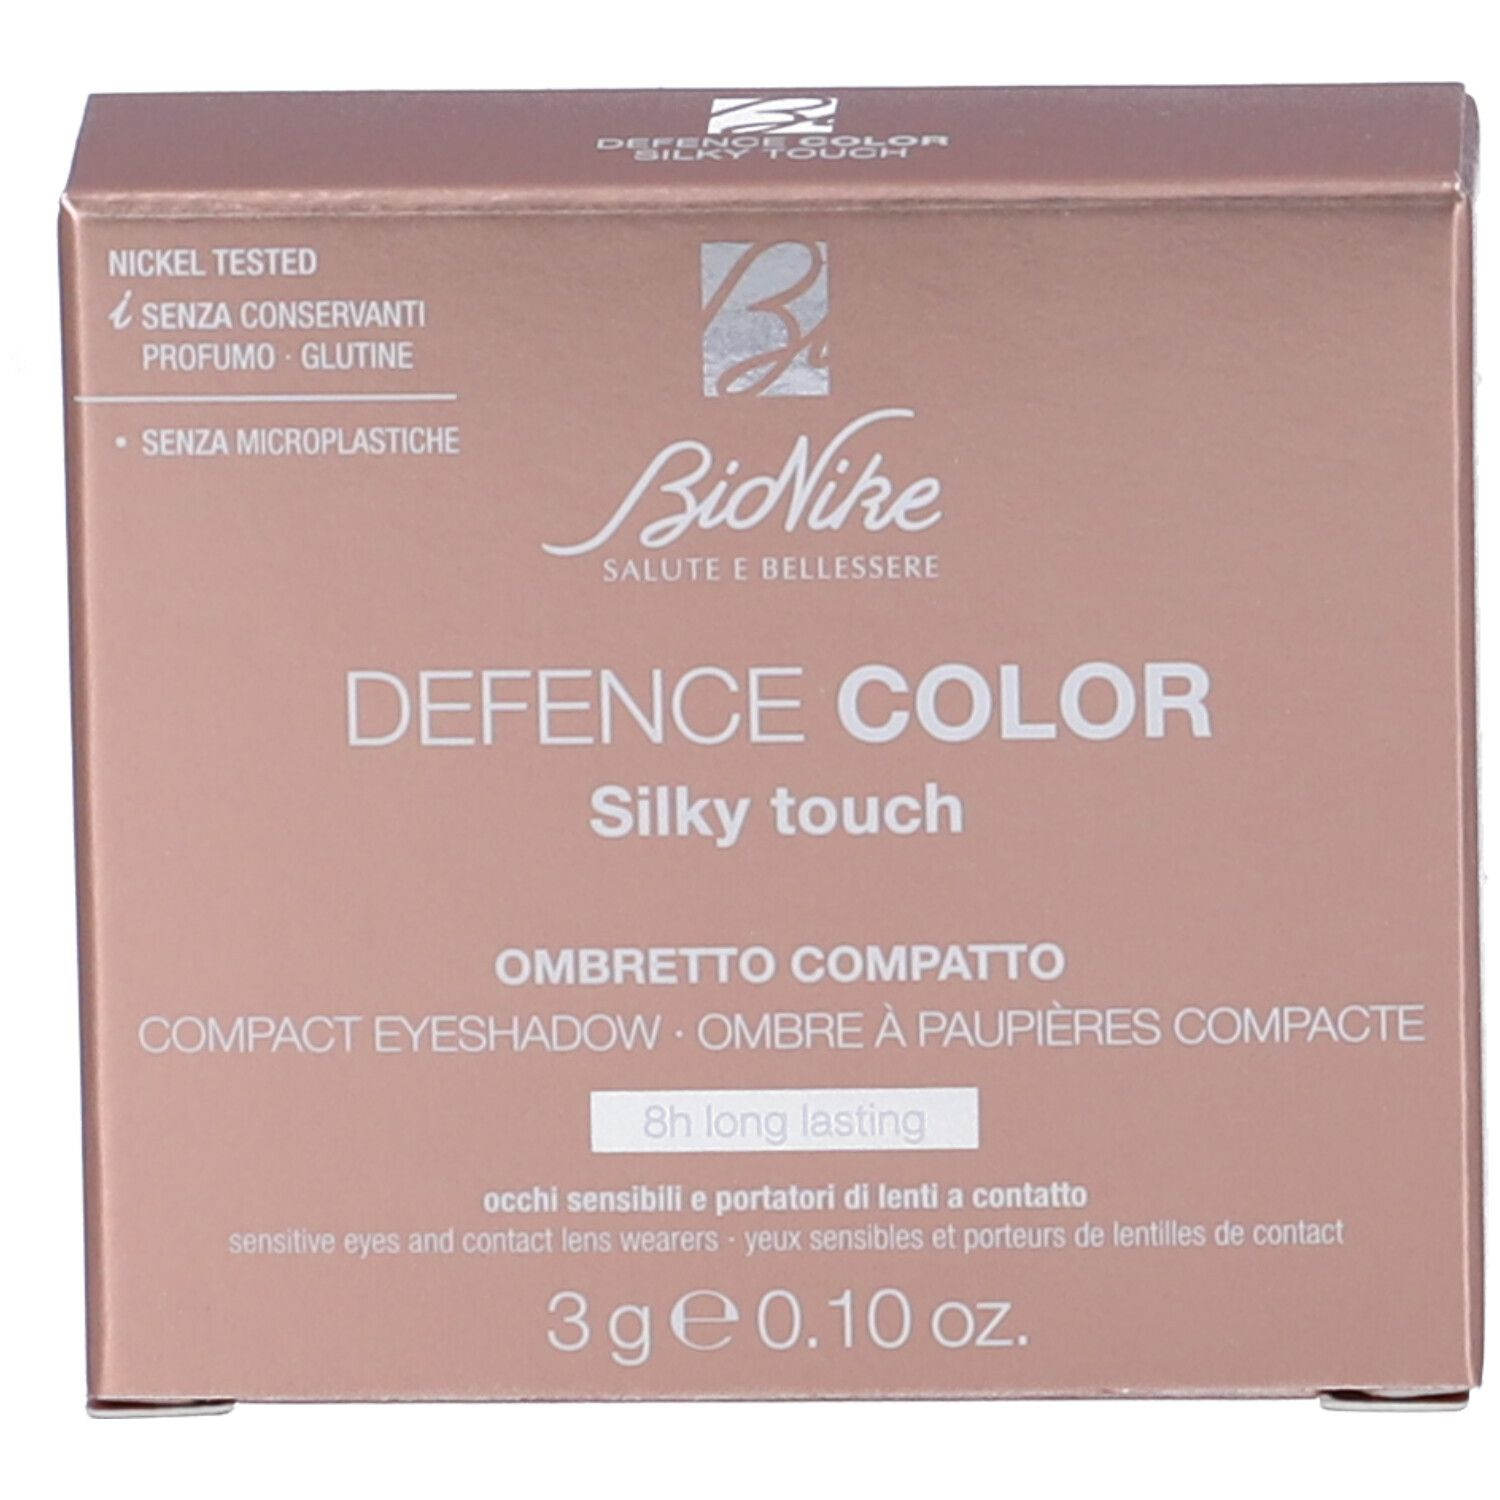 DEFENCE COLOR
SILKY TOUCH
NICKEL TESTED
i SENZA CONSERVANTI
PROFUMO · GLUTINE
• SENZA MICROPLASTICHE
BioNike
SALUTE E BELLESSERE
DEFENCE COLOR
Silky touch
OMBRETTO COMPATTO
COMPACT EYESHADOW · OMBRE À PAUPIÈRES COMPACTE
8h long lasting
occhi sensibili e portatori di lenti a contatto
sensitive eyes and contact lens wearers · yeux sensibles et porteurs de lentilles de contact
3 g ℮ 0.10 oz.